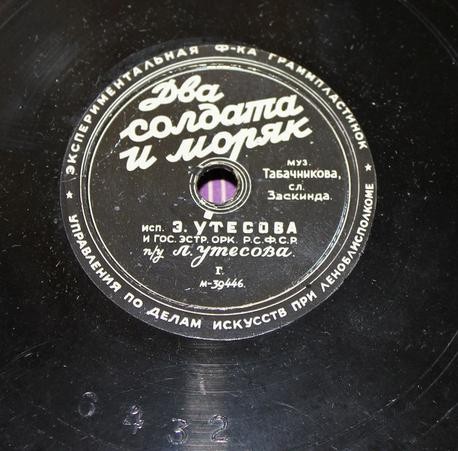 ЭКСПЕРИМЕНТАЛЬНАЯ Ф-КА ГРАММПЛАСТИНОК
Два
солдата
и моряк
муз.
Табачникова,
сл.
Заскинда.
исп. Э. УТЕСОВА
и гос. эстр. орк. Р.С.Ф.С.Р.
п/у Л. Утесова.
Г.
м-39446.
★ УПРАВЛЕНИЯ ПО ДЕЛАМ ИСКУССТВ ПРИ ЛЕНОБЛИСПОЛКОМЕ ★
6432